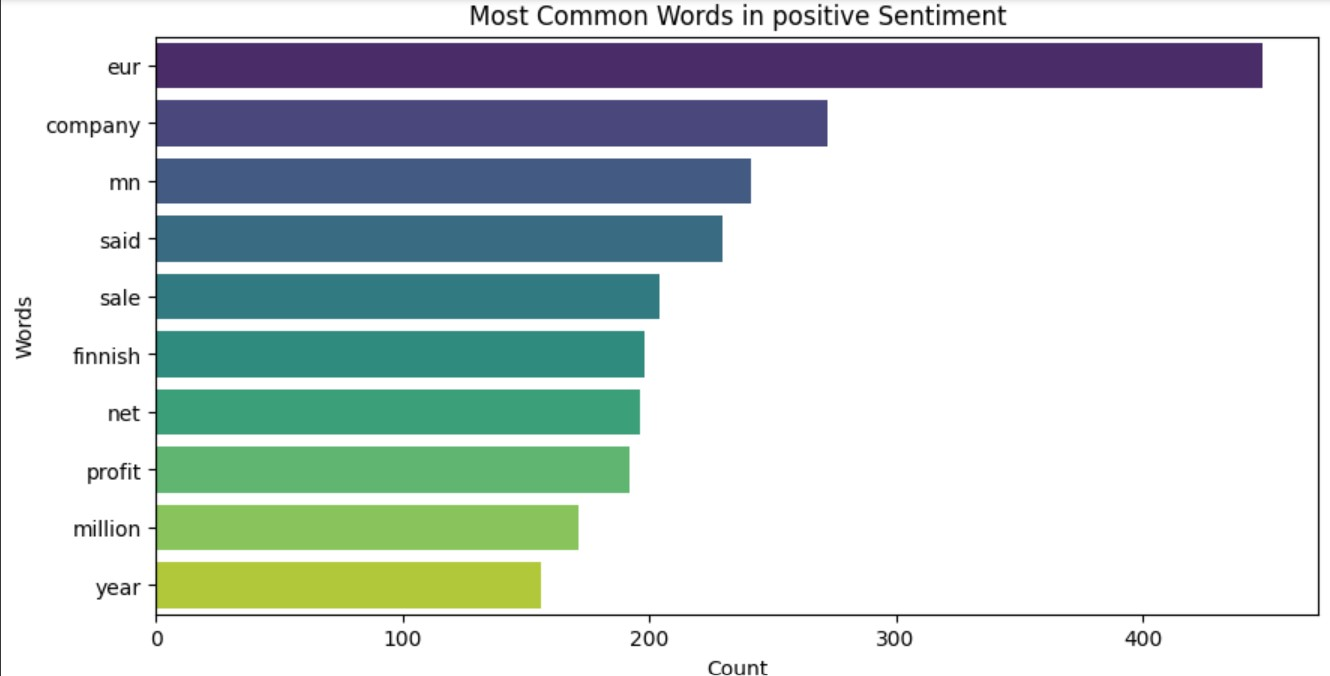 Most Common Words in positive Sentiment
eur
company
mn
said
sale
finnish
net
profit
million
year
Words
0 100 200 300 400
Count